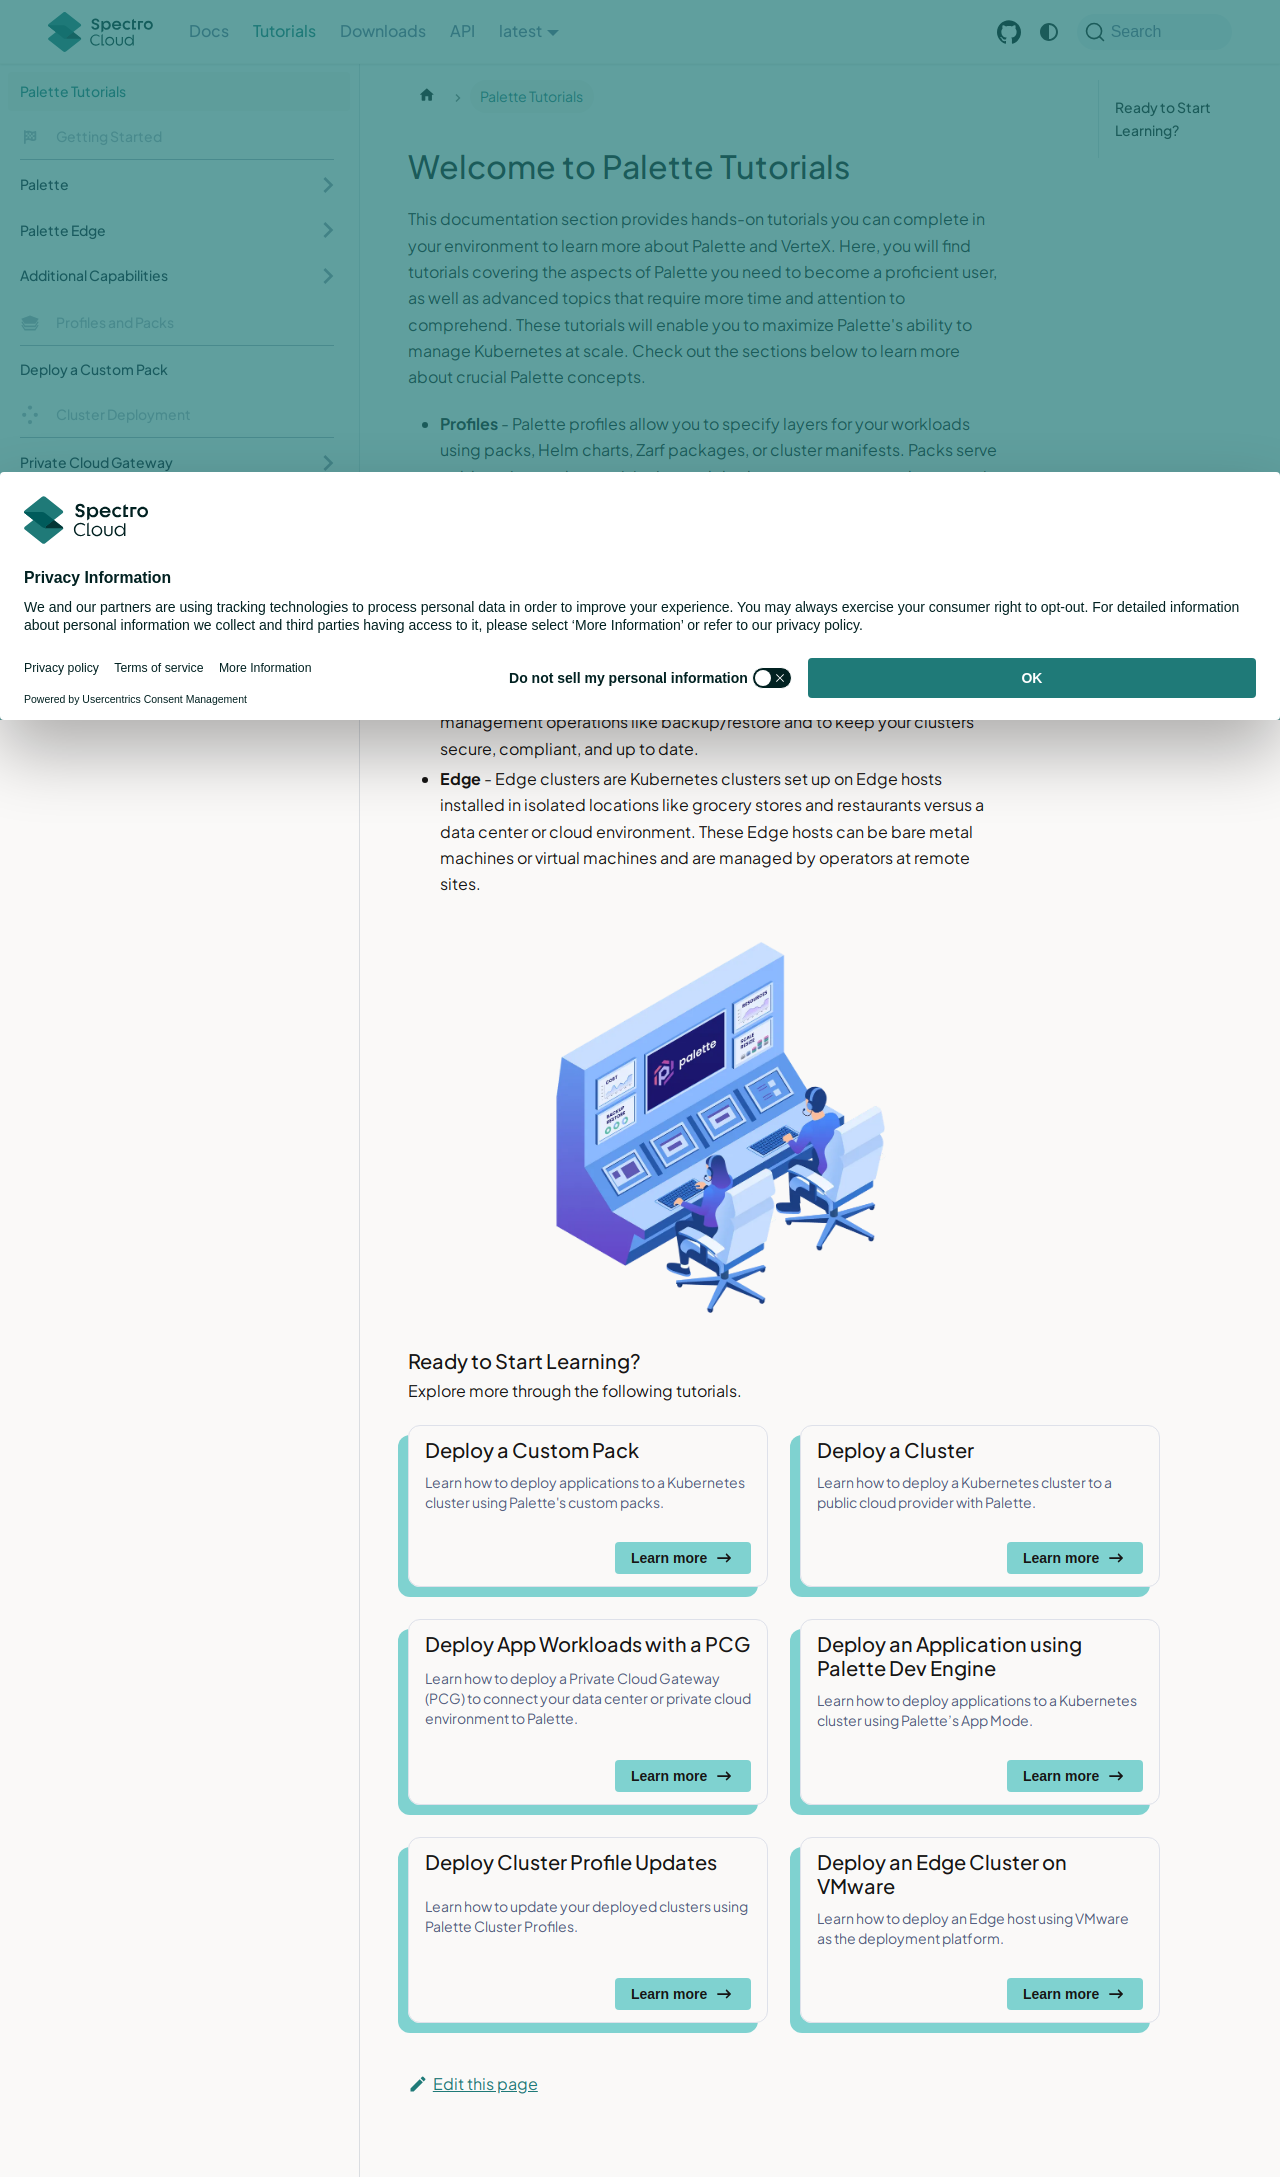 Spectro Cloud
Docs
Tutorials
Downloads
API
latest
Search
Palette Tutorials
Getting Started
Palette
Palette Edge
Additional Capabilities
Profiles and Packs
Deploy a Custom Pack
Cluster Deployment
Private Cloud Gateway
Palette Tutorials
Ready to Start
Learning?
Welcome to Palette Tutorials
This documentation section provides hands-on tutorials you can complete in
your environment to learn more about Palette and VerteX. Here, you will find
tutorials covering the aspects of Palette you need to become a proficient user,
as well as advanced topics that require more time and attention to
comprehend. These tutorials will enable you to maximize Palette's ability to
manage Kubernetes at scale. Check out the sections below to learn more
about crucial Palette concepts.
Profiles - Palette profiles allow you to specify layers for your workloads
using packs, Helm charts, Zarf packages, or cluster manifests. Packs serve
Spectro
Cloud
Privacy Information
We and our partners are using tracking technologies to process personal data in order to improve your experience. You may always exercise your consumer right to opt-out. For detailed information
about personal information we collect and third parties having access to it, please select ‘More Information’ or refer to our privacy policy.
Privacy policy
Terms of service
More Information
Do not sell my personal information
OK
Powered by Usercentrics Consent Management
management operations like backup/restore and to keep your clusters
secure, compliant, and up to date.
Edge - Edge clusters are Kubernetes clusters set up on Edge hosts
installed in isolated locations like grocery stores and restaurants versus a
data center or cloud environment. These Edge hosts can be bare metal
machines or virtual machines and are managed by operators at remote
sites.
RESOURCES
SCALE
RESIZE
palette
COST
BACKUP
RESTORE
Ready to Start Learning?
Explore more through the following tutorials.
Deploy a Custom Pack
Learn how to deploy applications to a Kubernetes
cluster using Palette's custom packs.
Learn more
Deploy a Cluster
Learn how to deploy a Kubernetes cluster to a
public cloud provider with Palette.
Learn more
Deploy App Workloads with a PCG
Learn how to deploy a Private Cloud Gateway
(PCG) to connect your data center or private cloud
environment to Palette.
Learn more
Deploy an Application using
Palette Dev Engine
Learn how to deploy applications to a Kubernetes
cluster using Palette’s App Mode.
Learn more
Deploy Cluster Profile Updates
Learn how to update your deployed clusters using
Palette Cluster Profiles.
Learn more
Deploy an Edge Cluster on
VMware
Learn how to deploy an Edge host using VMware
as the deployment platform.
Learn more
Edit this page